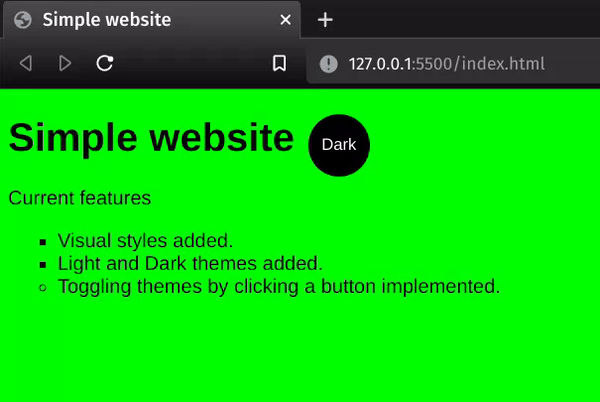 Simple website
127.0.0.1:5500/index.html
Simple website
Dark
Current features
Visual styles added.
Light and Dark themes added.
Toggling themes by clicking a button implemented.